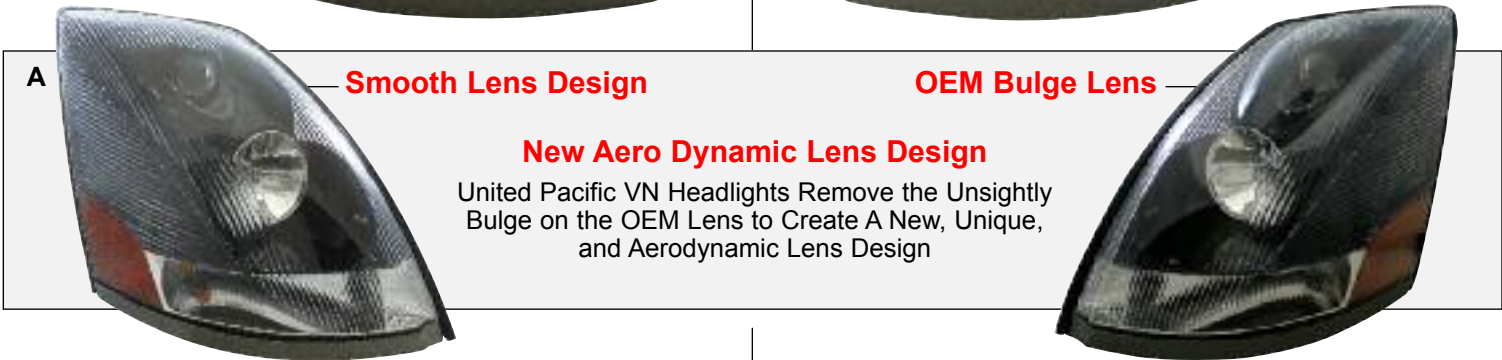 A
Smooth Lens Design
OEM Bulge Lens
New Aero Dynamic Lens Design
United Pacific VN Headlights Remove the Unsightly
Bulge on the OEM Lens to Create A New, Unique,
and Aerodynamic Lens Design